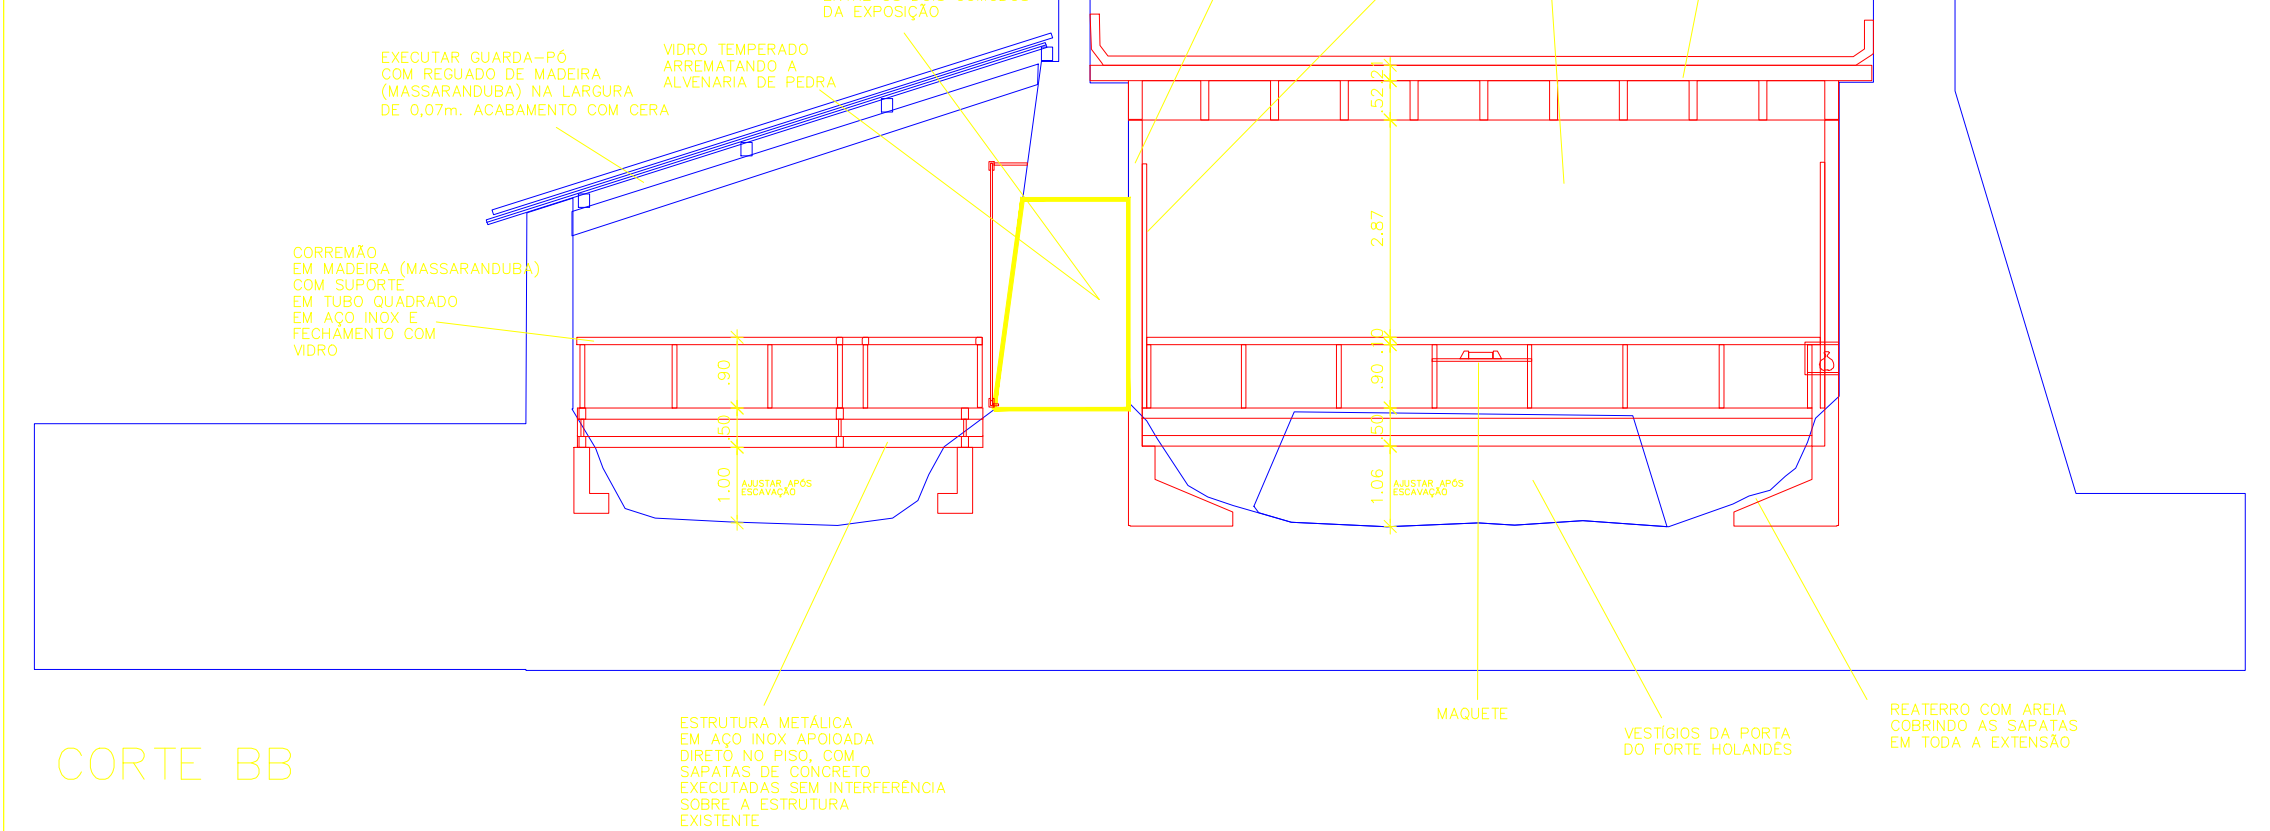 DA EXPOSIÇÃO
EXECUTAR GUARDA-PÓ
COM REGUADO DE MADEIRA
(MASSARANDUBA) NA LARGURA
DE 0,07m. ACABAMENTO COM CERA
VIDRO TEMPERADO
ARREMATANDO A
ALVENARIA DE PEDRA
CORREMÃO
EM MADEIRA (MASSARANDUBA)
COM SUPORTE
EM TUBO QUADRADO
EM AÇO INOX E
FECHAMENTO COM
VIDRO
.90
.50
1.00
AJUSTAR APÓS
ESCAVAÇÃO
.21
.52
2.87
.10
.90
.50
1.06
AJUSTAR APÓS
ESCAVAÇÃO
ESTRUTURA METÁLICA
EM AÇO INOX APOIOADA
DIRETO NO PISO, COM
SAPATAS DE CONCRETO
EXECUTADAS SEM INTERFERÊNCIA
SOBRE A ESTRUTURA
EXISTENTE
MAQUETE
VESTÍGIOS DA PORTA
DO FORTE HOLANDÊS
REATERRO COM AREIA
COBRINDO AS SAPATAS
EM TODA A EXTENSÃO
CORTE BB